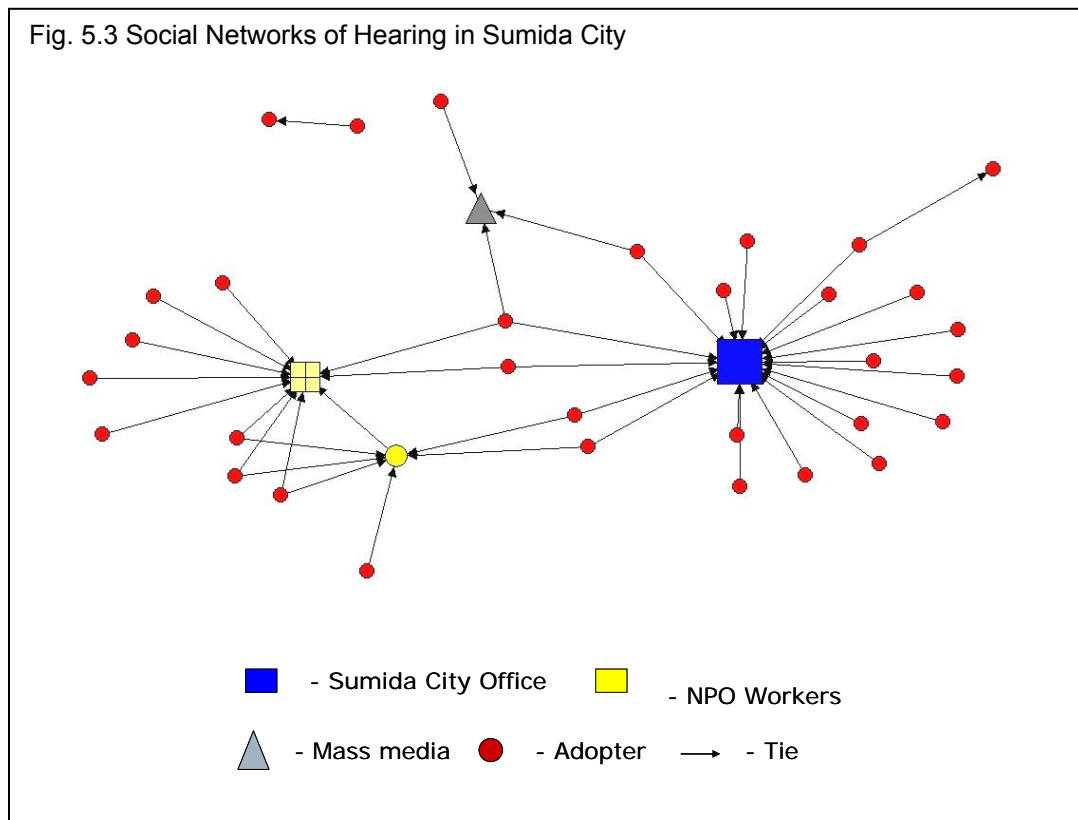 Fig. 5.3 Social Networks of Hearing in Sumida City
- Sumida City Office
- NPO Workers
- Mass media
- Adopter
- Tie